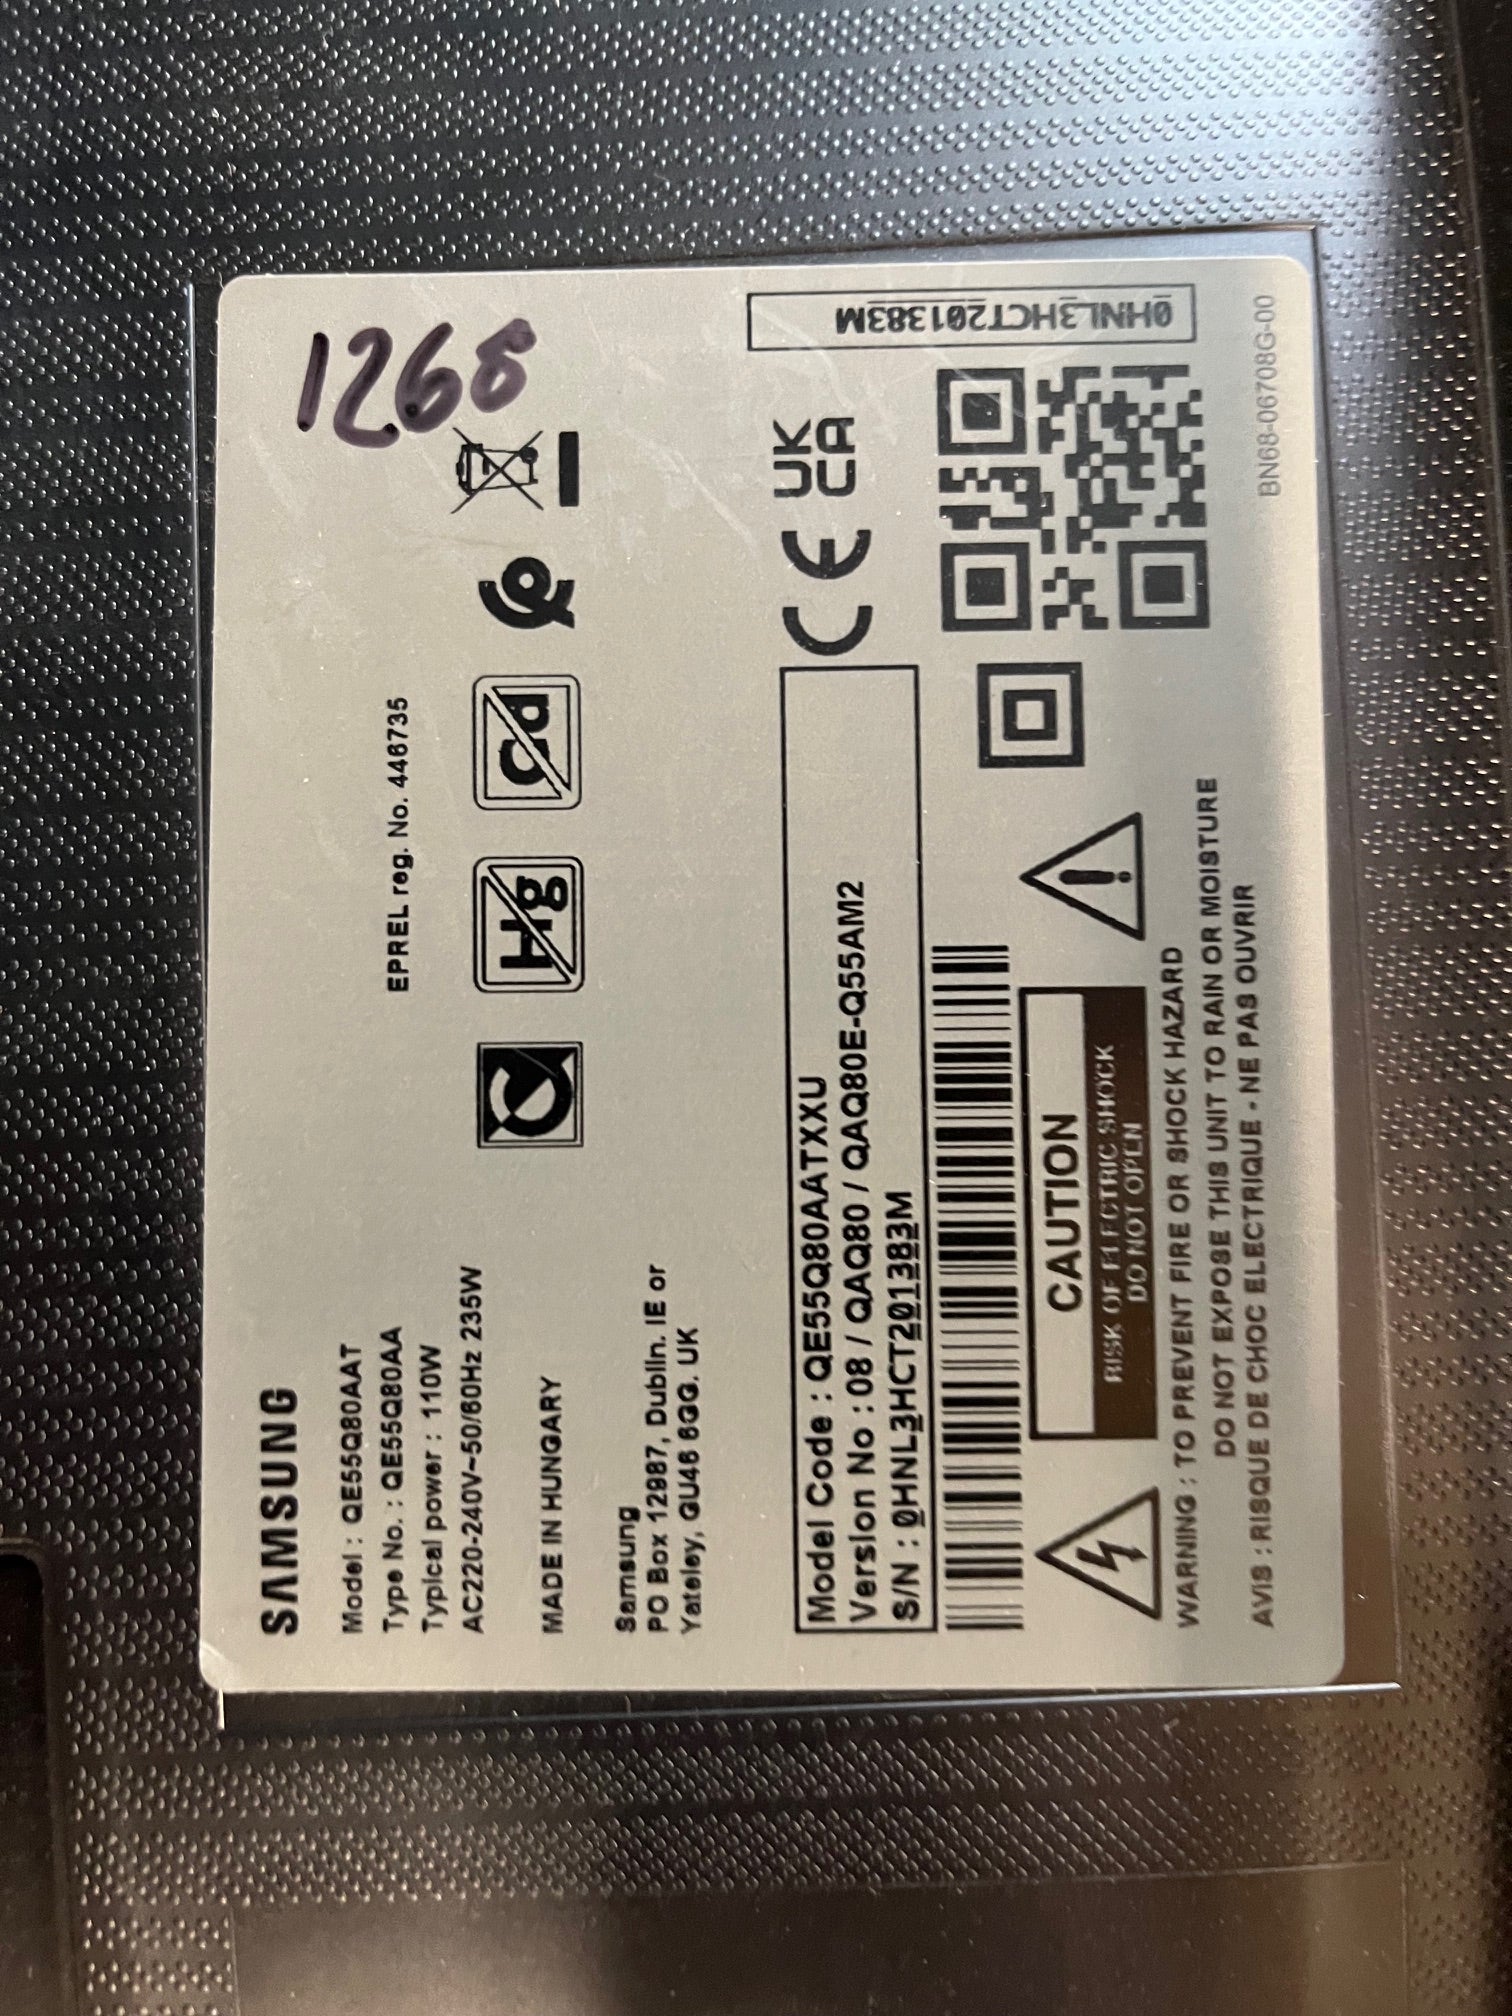 1268
SAMSUNG
Model : QE55Q80AAT
Type No. : QE55Q80AA
EPREL reg. No. 446735
Typical power : 110W
AC220-240V~50/60Hz 235W
Hg
Cd
MADE IN HUNGARY
Samsung
PO Box 12987, Dublin. IE or
Yateley, GU46 6GG. UK
Model Code : QE55Q80AATXXU
Version No : 08 / QAQ80 / QAQ80E-Q55AM2
S/N : 0HNL3HCT201383M
CE
UK
CA
0HNL3HCT201383M
CAUTION
RISK OF ELECTRIC SHOCK
DO NOT OPEN
WARNING : TO PREVENT FIRE OR SHOCK HAZARD
DO NOT EXPOSE THIS UNIT TO RAIN OR MOISTURE
AVIS : RISQUE DE CHOC ELECTRIQUE - NE PAS OUVRIR
BN68-06708G-00